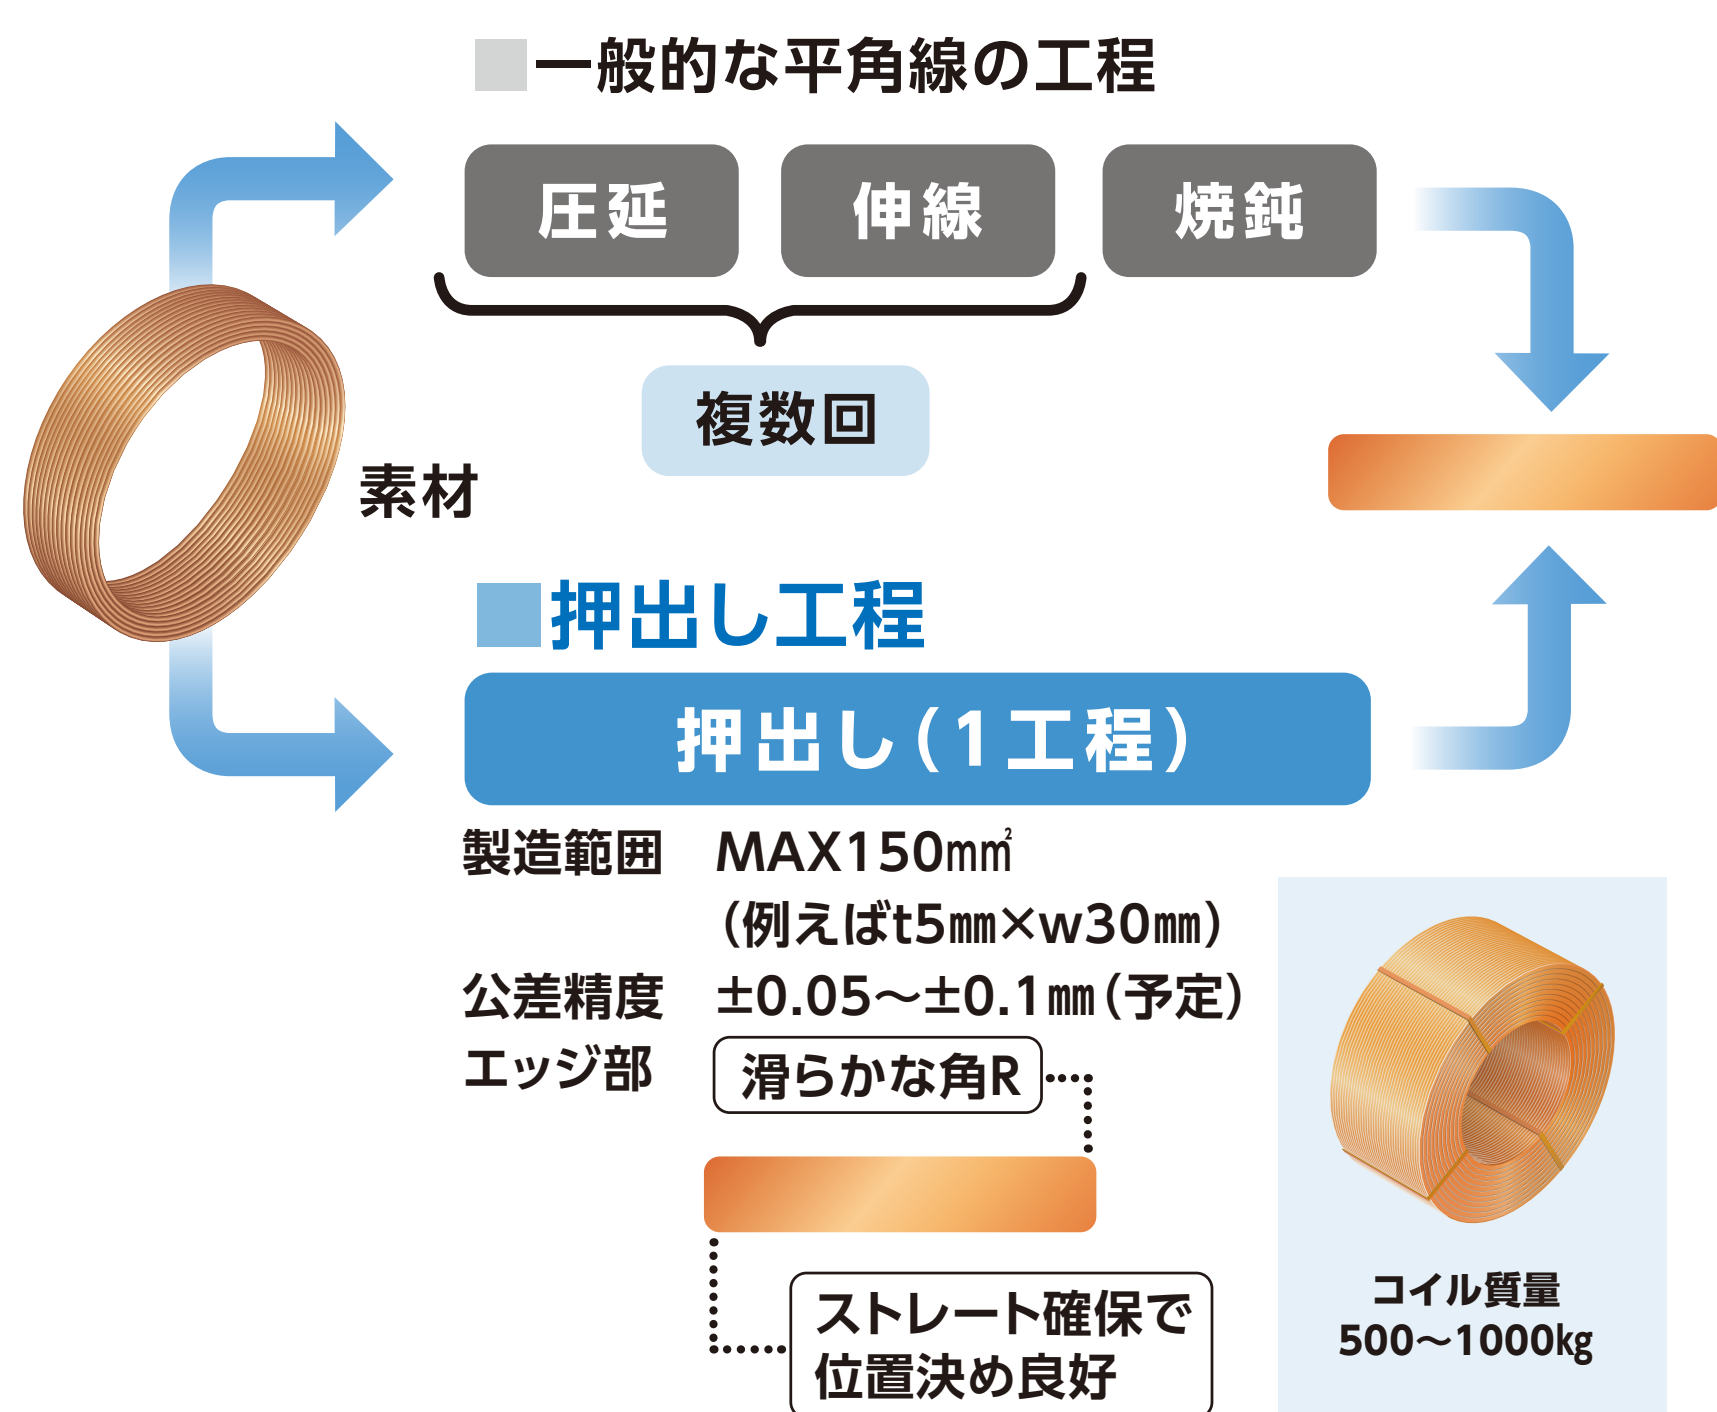 ■一般的な平角線の工程
圧延
伸線
焼鈍
複数回
素材
■押出し工程
押出し(1工程)
製造範囲 MAX150㎟
(例えばt5㎜×w30㎜)
公差精度 ±0.05〜±0.1㎜(予定)
エッジ部 滑らかな角R
ストレート確保で
位置決め良好
コイル質量
500〜1000㎏